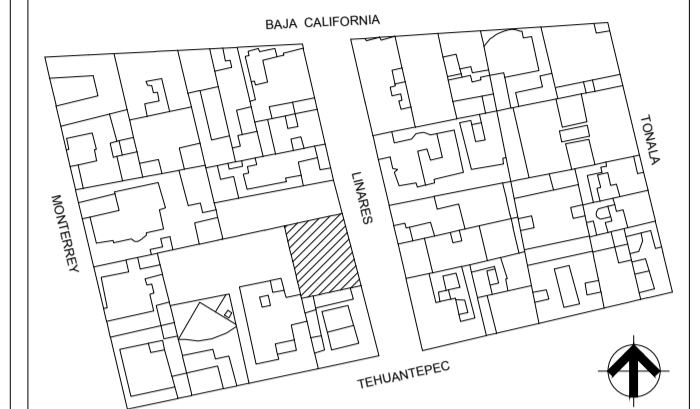 BAJA CALIFORNIA
TONALA
LINARES
MONTERREY
TEHUANTEPEC